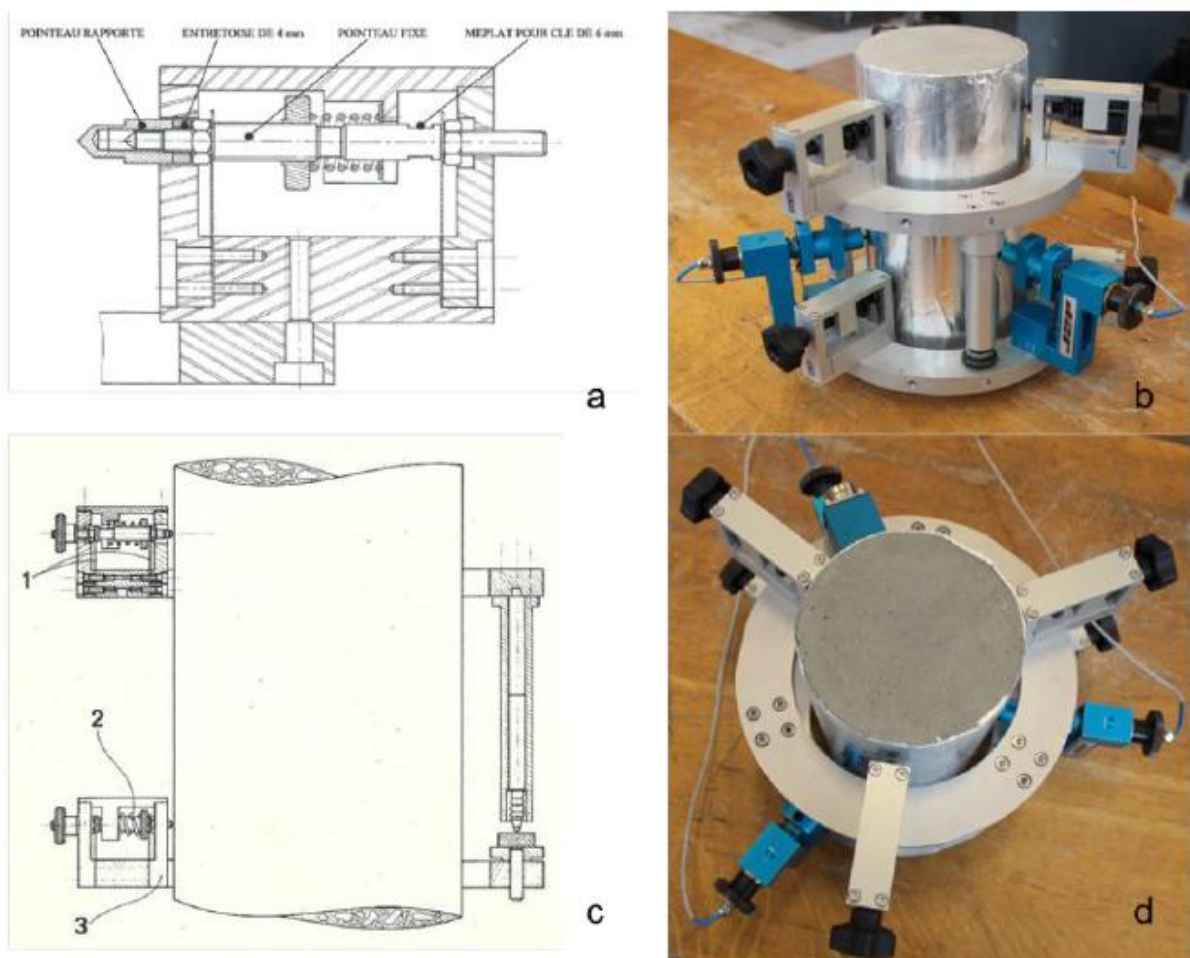 POINTEAU RAPPORTE
ENTRETOISE DE 4 mm
POINTEAU FIXE
MEPLAT POUR CLE DE 6 mm
a
b
1
2
3
c
d